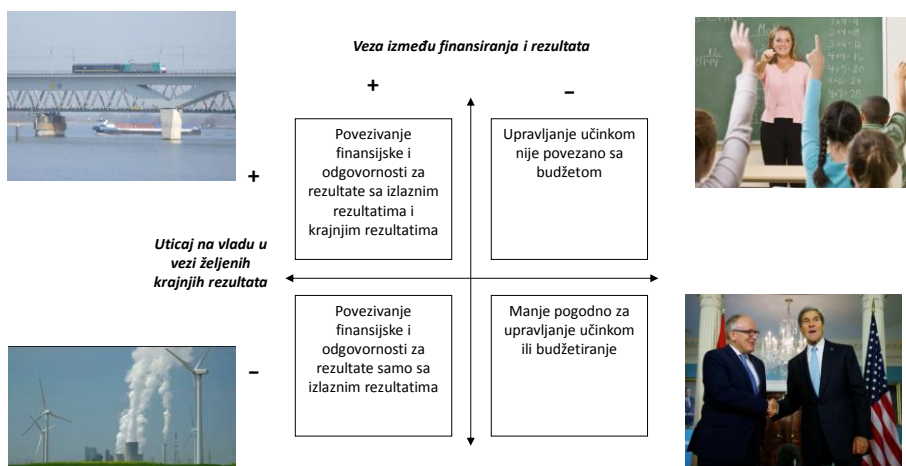 Veza između finansiranja i rezultata
+
–
Povezivanje
finansijske i
odgovornosti za
rezultate sa izlaznim
rezultatima i
krajnjim rezultatima
Upravljanje učinkom
nije povezano sa
budžetom
+
Uticaj na vladu u
vezi željenih
krajnjih rezultata
Povezivanje
finansijske i
odgovornosti za
rezultate samo sa
izlaznim rezultatima
Manje pogodno za
upravljanje učinkom
ili budžetiranje
–